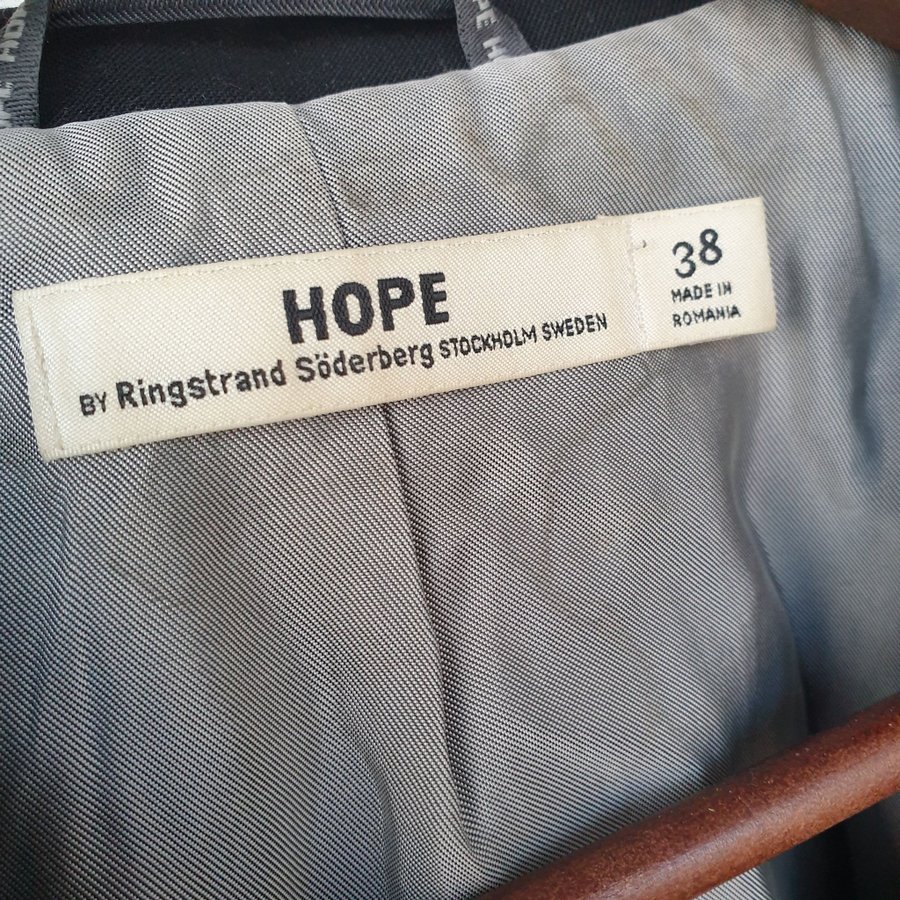 HOPE
BY Ringstrand Söderberg STOCKHOLM SWEDEN
38
MADE IN
ROMANIA